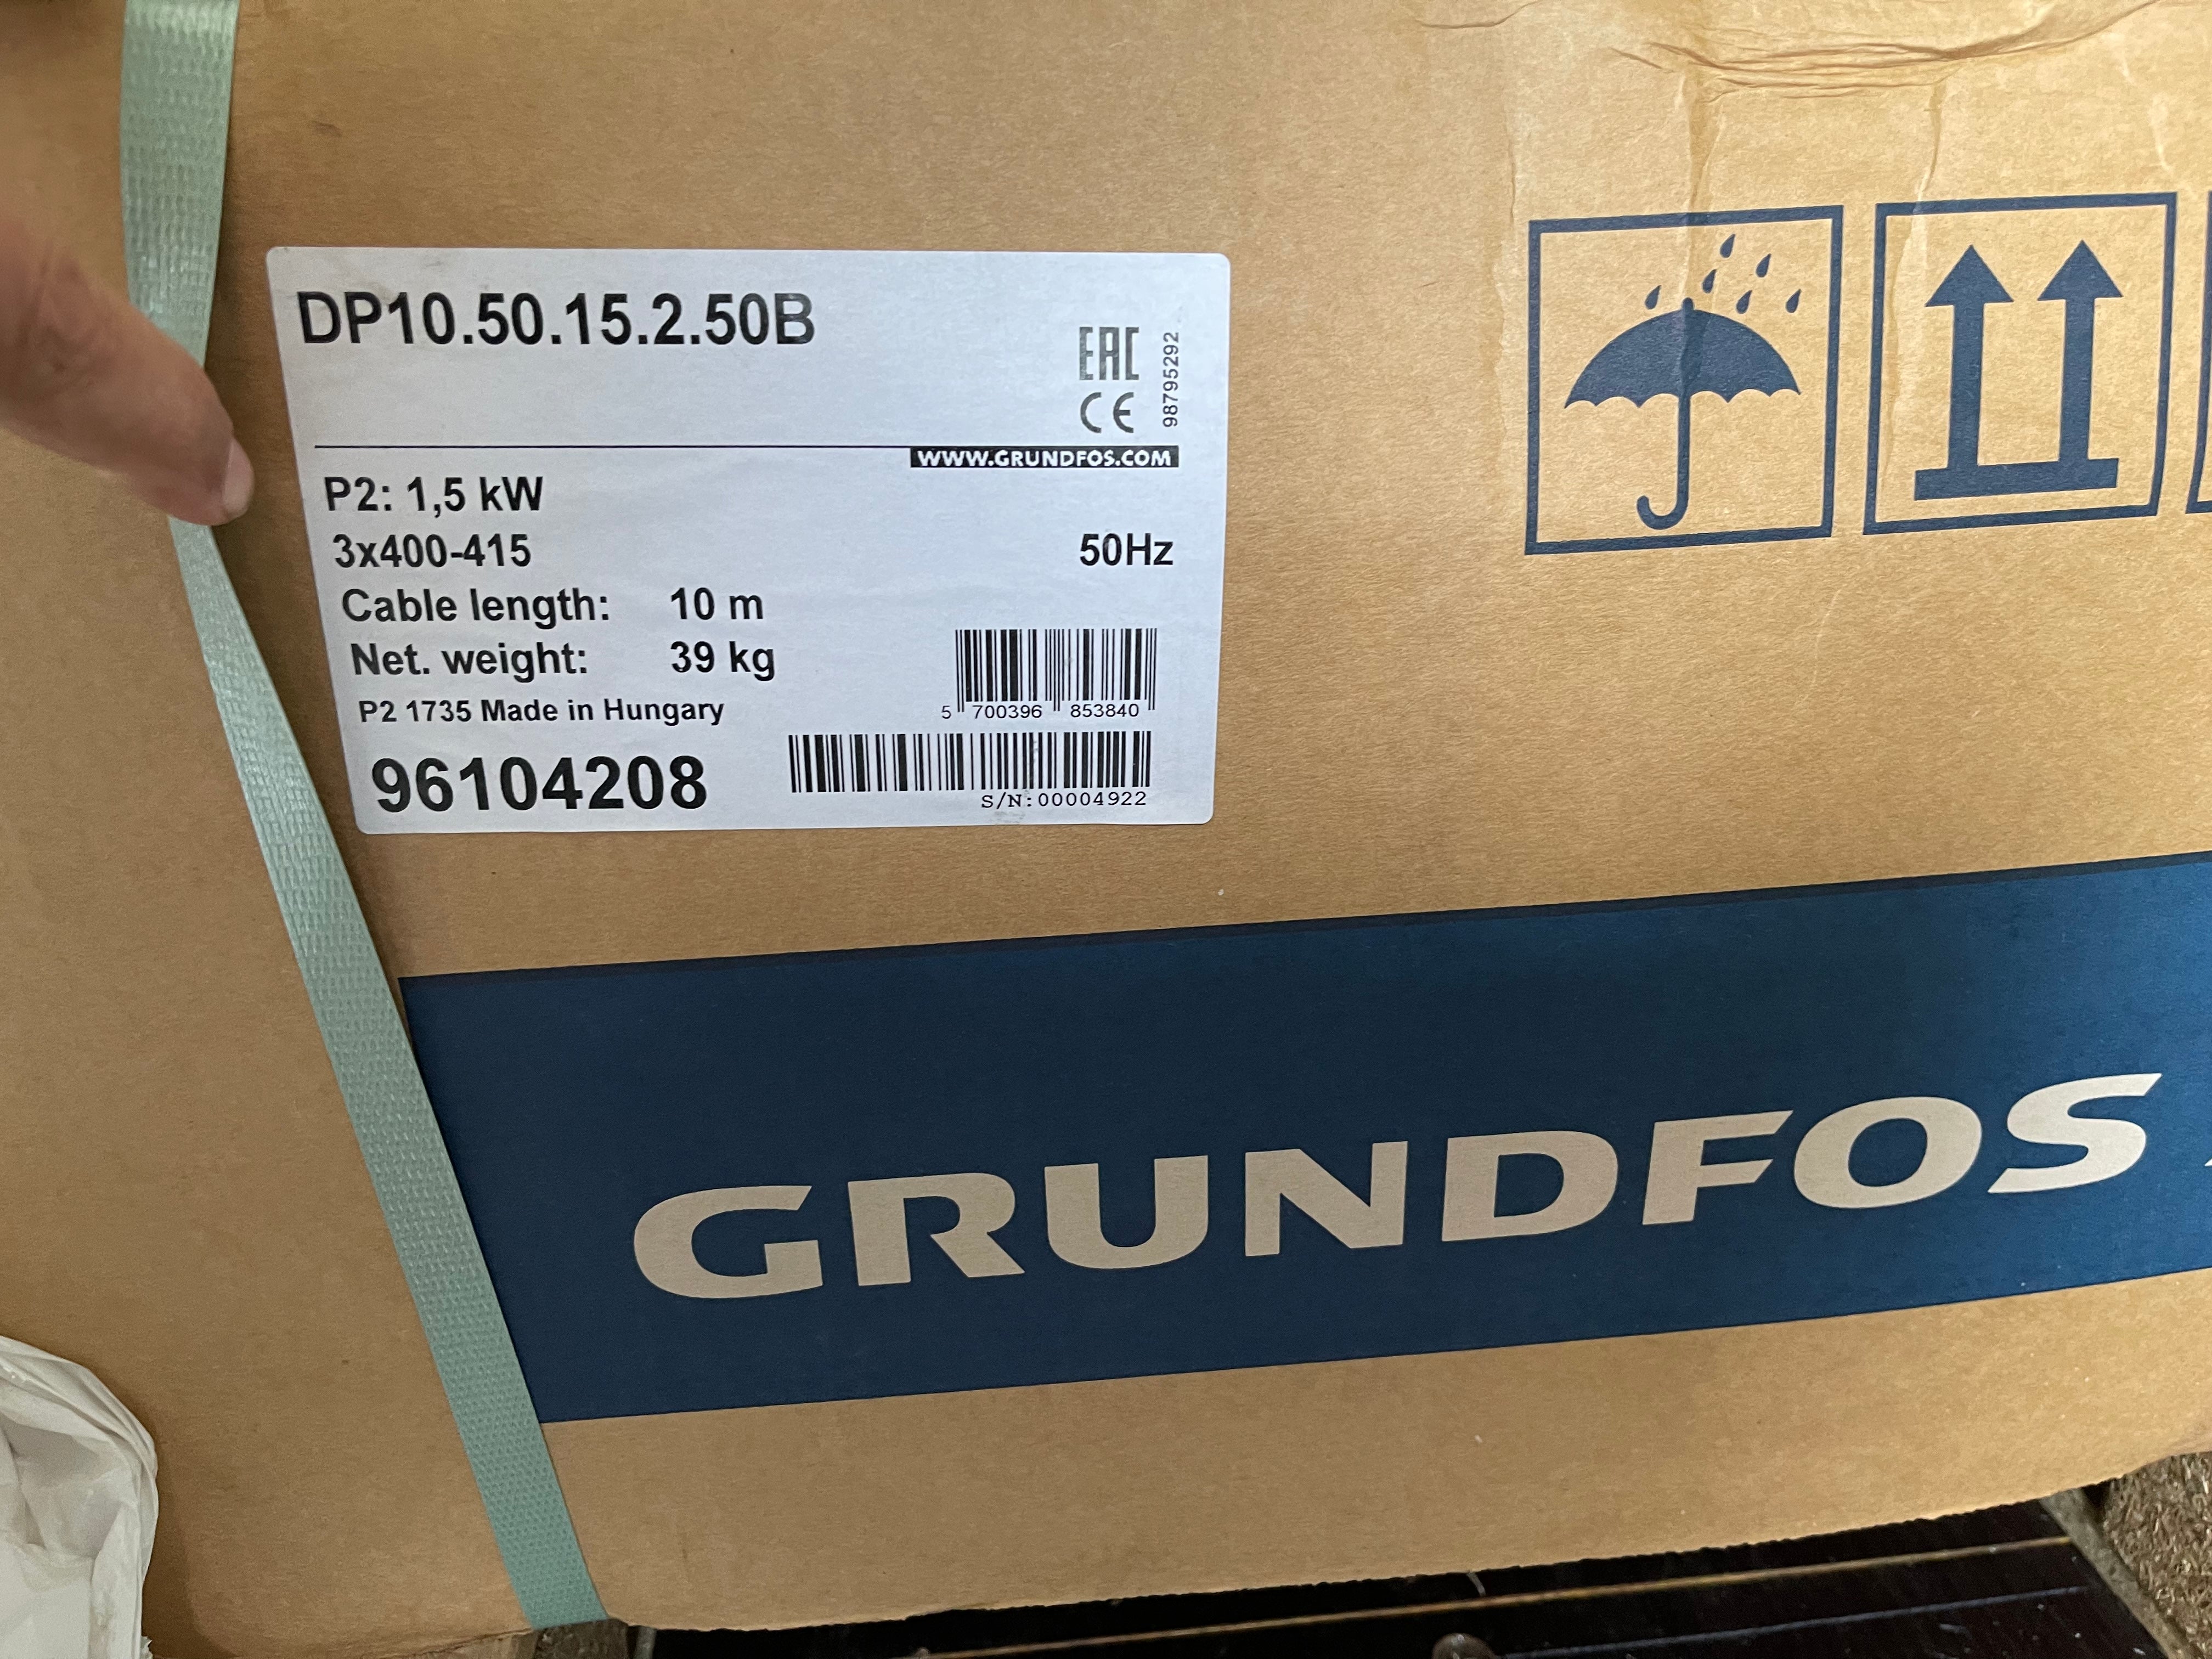 DP10.50.15.2.50B
EAC
CE
98795292
WWW.GRUNDFOS.COM
P2: 1,5 kW
3x400-415 50Hz
Cable length: 10 m
Net. weight: 39 kg
P2 1735 Made in Hungary
5 700396 853840
96104208
S/N:00004922
GRUNDFOS